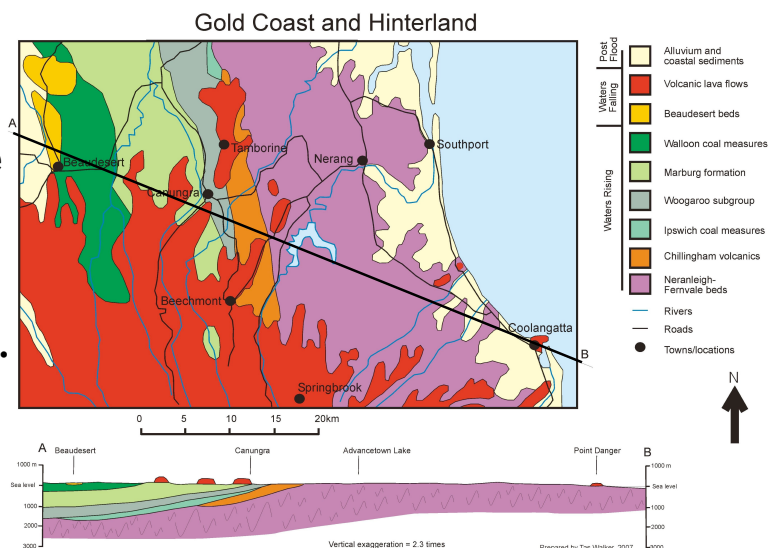 Gold Coast and Hinterland
A
Beaudesert
Tamborine
Nerang
Southport
Canungra
Beechmont
Coolangatta
B
Springbrook
Post
Flood
Waters
Falling
Waters Rising
Alluvium and
coastal sediments
Volcanic lava flows
Beaudesert beds
Walloon coal measures
Marburg formation
Woogaroo subgroup
Ipswich coal measures
Chillingham volcanics
Neranleigh-
Fernvale beds
Rivers
Roads
Towns/locations
N
0 5 10 15 20km
A Beaudesert Canungra Advancetown Lake Point Danger B
1000 m
Sea level
1000
2000
3000
1000 m
Sea level
1000
2000
3000
Vertical exaggeration = 2.3 times
Prepared by Tas Walker, 2007